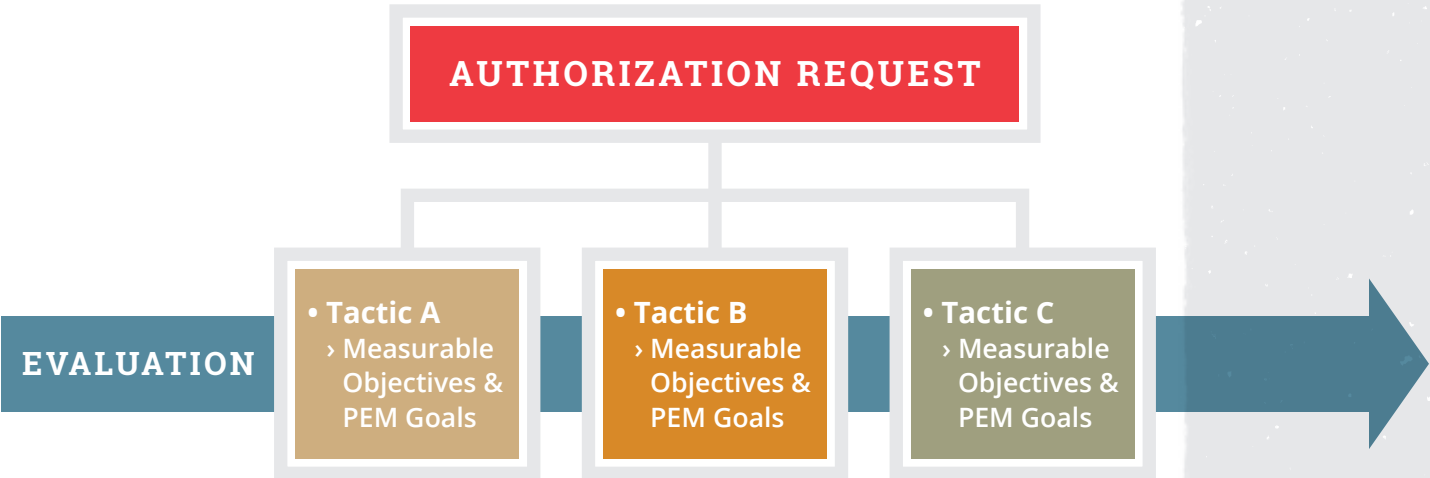 AUTHORIZATION REQUEST
EVALUATION
• Tactic A
› Measurable
Objectives &
PEM Goals
• Tactic B
› Measurable
Objectives &
PEM Goals
• Tactic C
› Measurable
Objectives &
PEM Goals